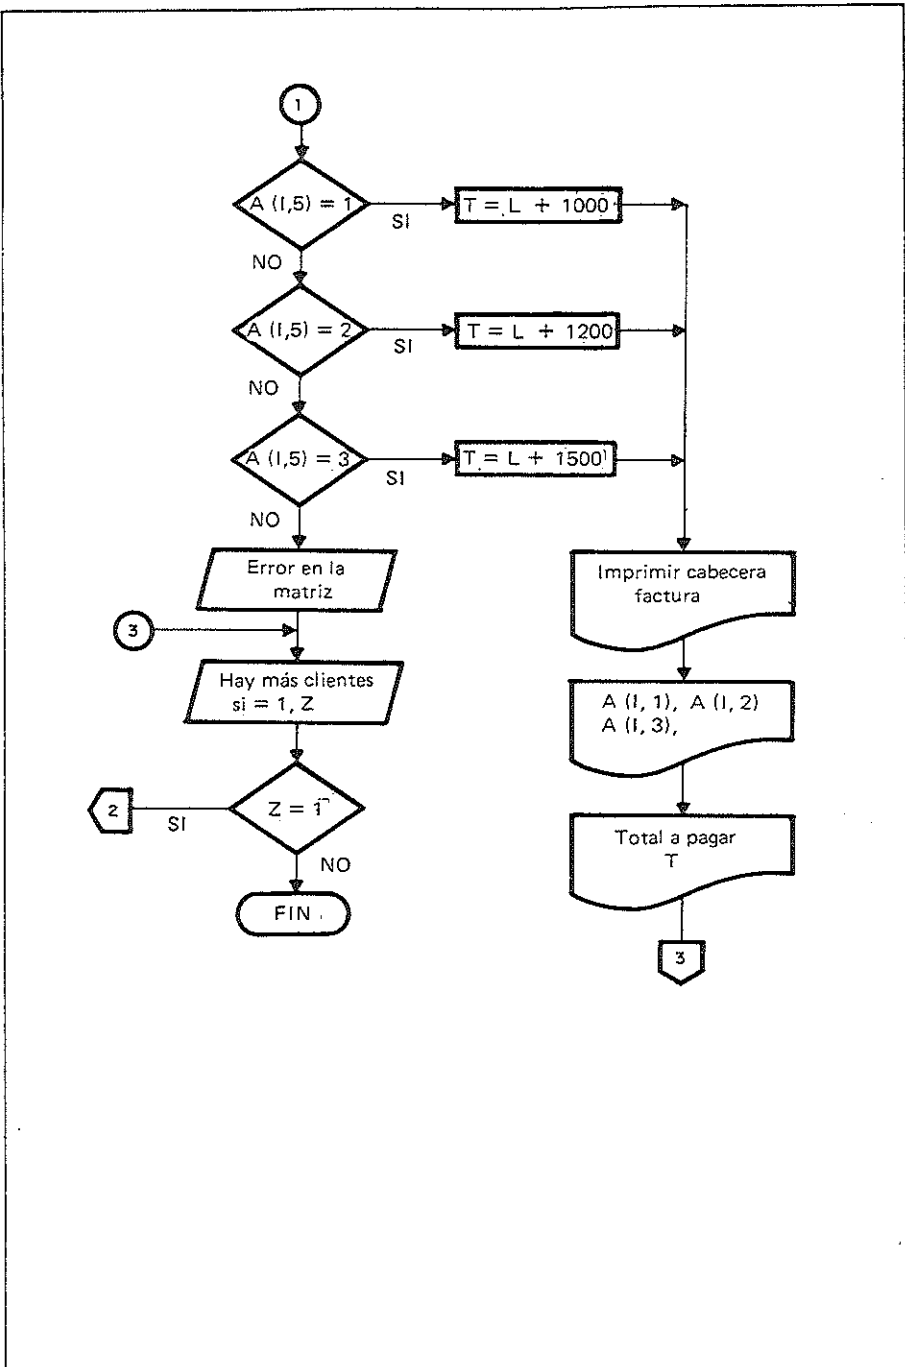 1
A (I,5) = 1
SI
T = L + 1000
NO
A (I,5) = 2
SI
T = L + 1200
NO
A (I,5) = 3
SI
T = L + 1500
NO
Error en la
matriz
Imprimir cabecera
factura
3
Hay más clientes
si = 1, Z
A (I, 1), A (I, 2)
A (I, 3),
2
SI
Z = 1
NO
FIN
Total a pagar
T
3